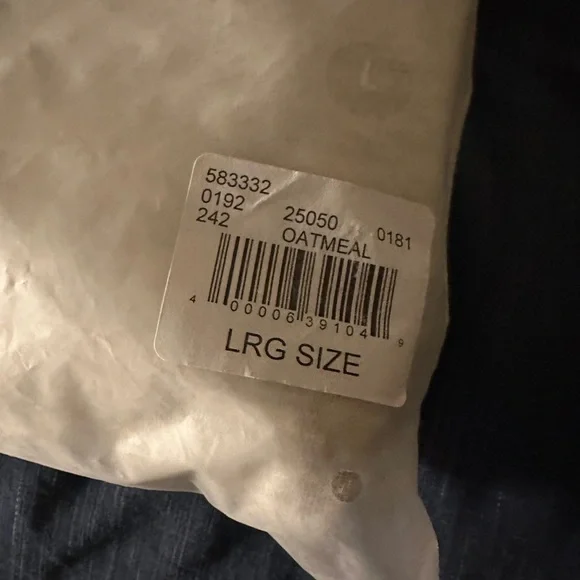 L
583332
0192 25050 0181
242 OATMEAL
4 00006 39104 9
LRG SIZE